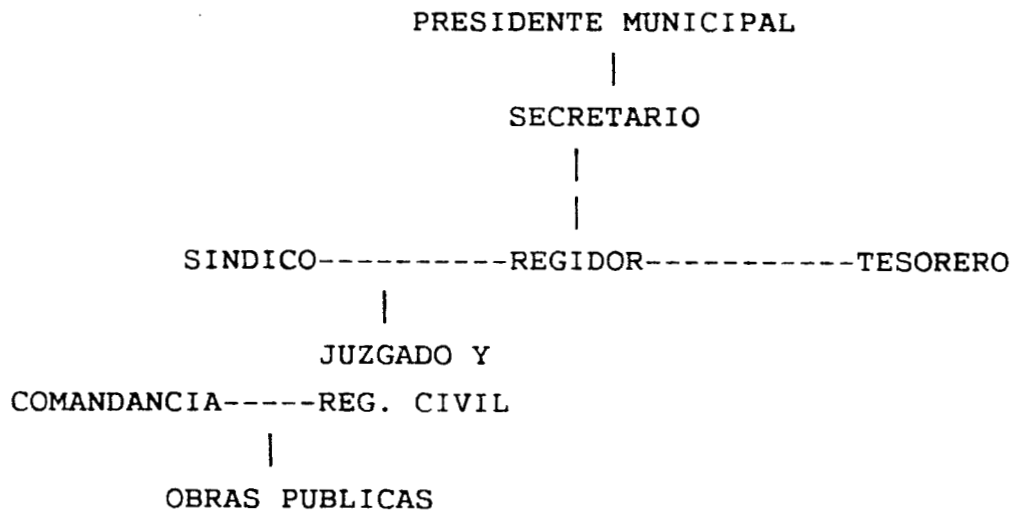 PRESIDENTE MUNICIPAL
SECRETARIO
SINDICO----------REGIDOR-----------TESORERO
JUZGADO Y
COMANDANCIA-----REG. CIVIL
OBRAS PUBLICAS